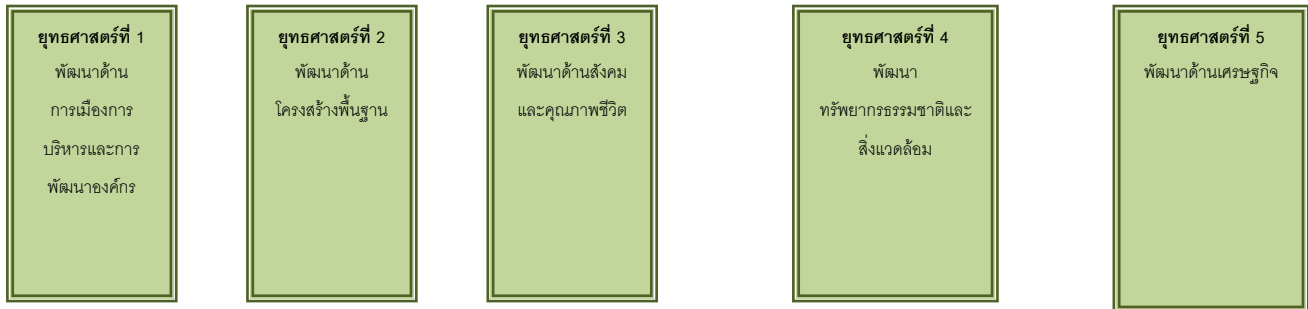 ยุทธศาสตร์ที่ 1
พัฒนาด้าน
การเมืองการ
บริหารและการ
พัฒนาองค์กร
ยุทธศาสตร์ที่ 2
พัฒนาด้าน
โครงสร้างพื้นฐาน
ยุทธศาสตร์ที่ 3
พัฒนาด้านสังคม
และคุณภาพชีวิต
ยุทธศาสตร์ที่ 4
พัฒนา
ทรัพยากรธรรมชาติและ
สิ่งแวดล้อม
ยุทธศาสตร์ที่ 5
พัฒนาด้านเศรษฐกิจ